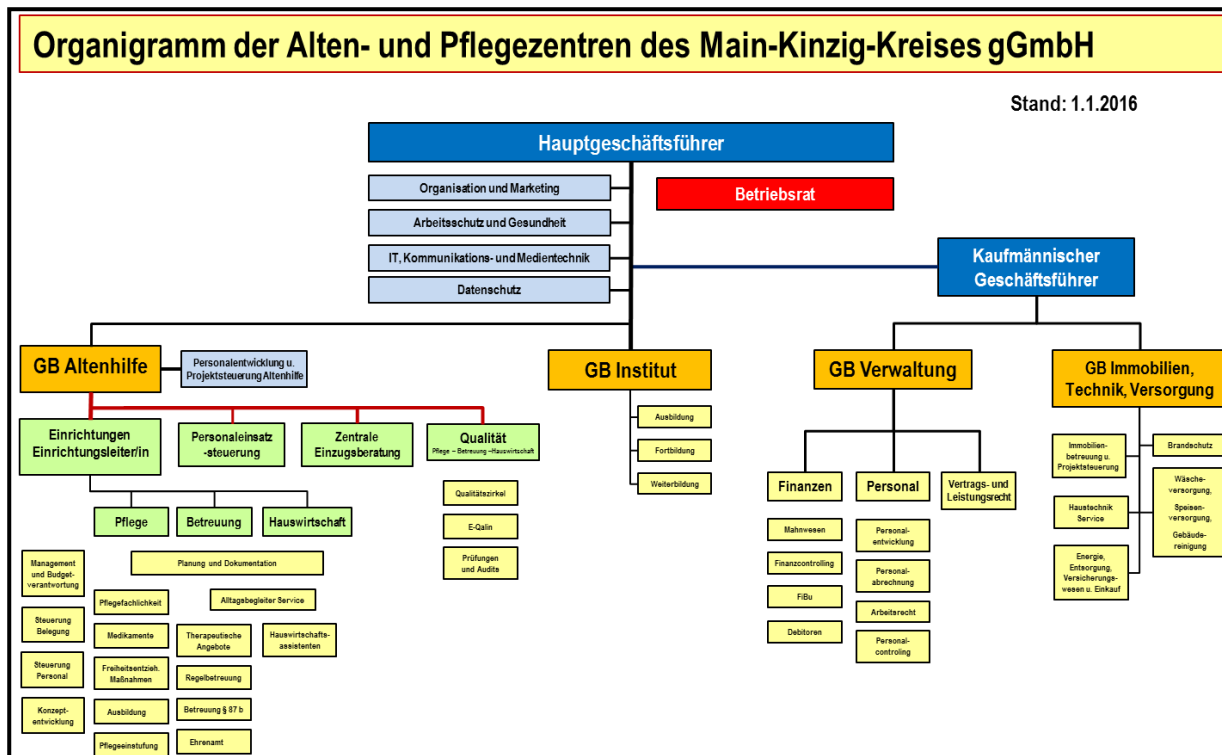 Organigramm der Alten- und Pflegezentren des Main-Kinzig-Kreises gGmbH
Stand: 1.1.2016
Hauptgeschäftsführer
Organisation und Marketing
Betriebsrat
Arbeitsschutz und Gesundheit
IT, Kommunikations- und Medientechnik
Datenschutz
Kaufmännischer
Geschäftsführer
GB Altenhilfe
Personalentwicklung u.
Projektsteuerung Altenhilfe
GB Institut
GB Verwaltung
GB Immobilien,
Technik, Versorgung
Einrichtungen
Einrichtungsleiter/in
Personaleinsatz
-steuerung
Zentrale
Einzugsberatung
Qualität
Pflege – Betreuung –Hauswirtschaft
Pflege
Betreuung
Hauswirtschaft
Qualitätszirkel
E-Qalin
Prüfungen
und Audits
Ausbildung
Fortbildung
Weiterbildung
Finanzen
Personal
Vertrags- und
Leistungsrecht
Mahnwesen
Finanzcontrolling
FiBu
Debitoren
Personal-
entwicklung
Personal-
abrechnung
Arbeitsrecht
Personal-
controling
Immobilien-
betreuung u.
Projektsteuerung
Haustechnik
Service
Energie,
Entsorgung,
Versicherungs-
wesen u. Einkauf
Brandschutz
Wäsche-
versorgung,
Speisen-
versorgung,
Gebäude-
reinigung
Management
und Budget-
verantwortung
Steuerung
Belegung
Steuerung
Personal
Konzept-
entwicklung
Planung und Dokumentation
Pflegefachlichkeit
Medikamente
Freiheitsentzieh.
Maßnahmen
Ausbildung
Pflegeeinstufung
Alltagsbegleiter Service
Therapeutische
Angebote
Regelbetreuung
Betreuung § 87 b
Ehrenamt
Hauswirtschafts-
assistenten